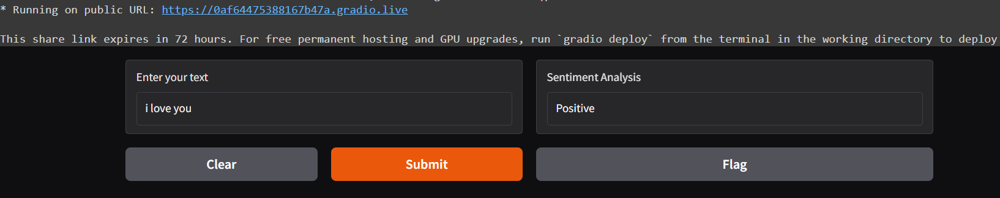 * Running on public URL: https://0af64475388167b47a.gradio.live
This share link expires in 72 hours. For free permanent hosting and GPU upgrades, run `gradio deploy` from the terminal in the working directory to deploy
Enter your text
i love you
Sentiment Analysis
Positive
Clear
Submit
Flag